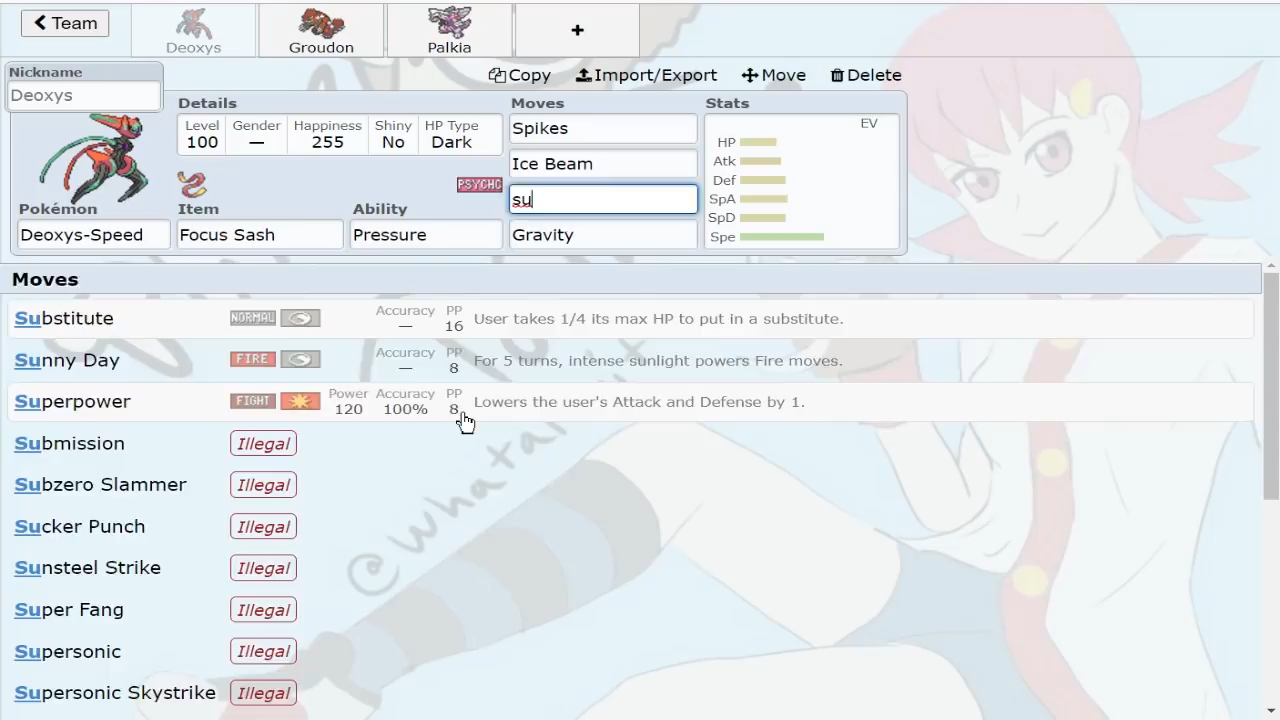 Team
Deoxys
Groudon
Palkia
+
Copy Import/Export Move Delete
Nickname
Deoxys
Details
Moves
Stats
Level Gender Happiness Shiny HP Type
100 — 255 No Dark
Spikes
EV
HP
Ice Beam
Atk
Def
PSYCHC
su
SpA
Pokémon Item Ability
SpD
Deoxys-Speed Focus Sash Pressure
Gravity
Spe
Moves
Substitute NORMAL Accuracy — PP 16 User takes 1/4 its max HP to put in a substitute.
Sunny Day FIRE Accuracy — PP 8 For 5 turns, intense sunlight powers Fire moves.
Superpower FIGHT Power 120 Accuracy 100% PP 8 Lowers the user's Attack and Defense by 1.
Submission Illegal
Subzero Slammer Illegal
Sucker Punch Illegal
Sunsteel Strike Illegal
Super Fang Illegal
Supersonic Illegal
Supersonic Skystrike Illegal